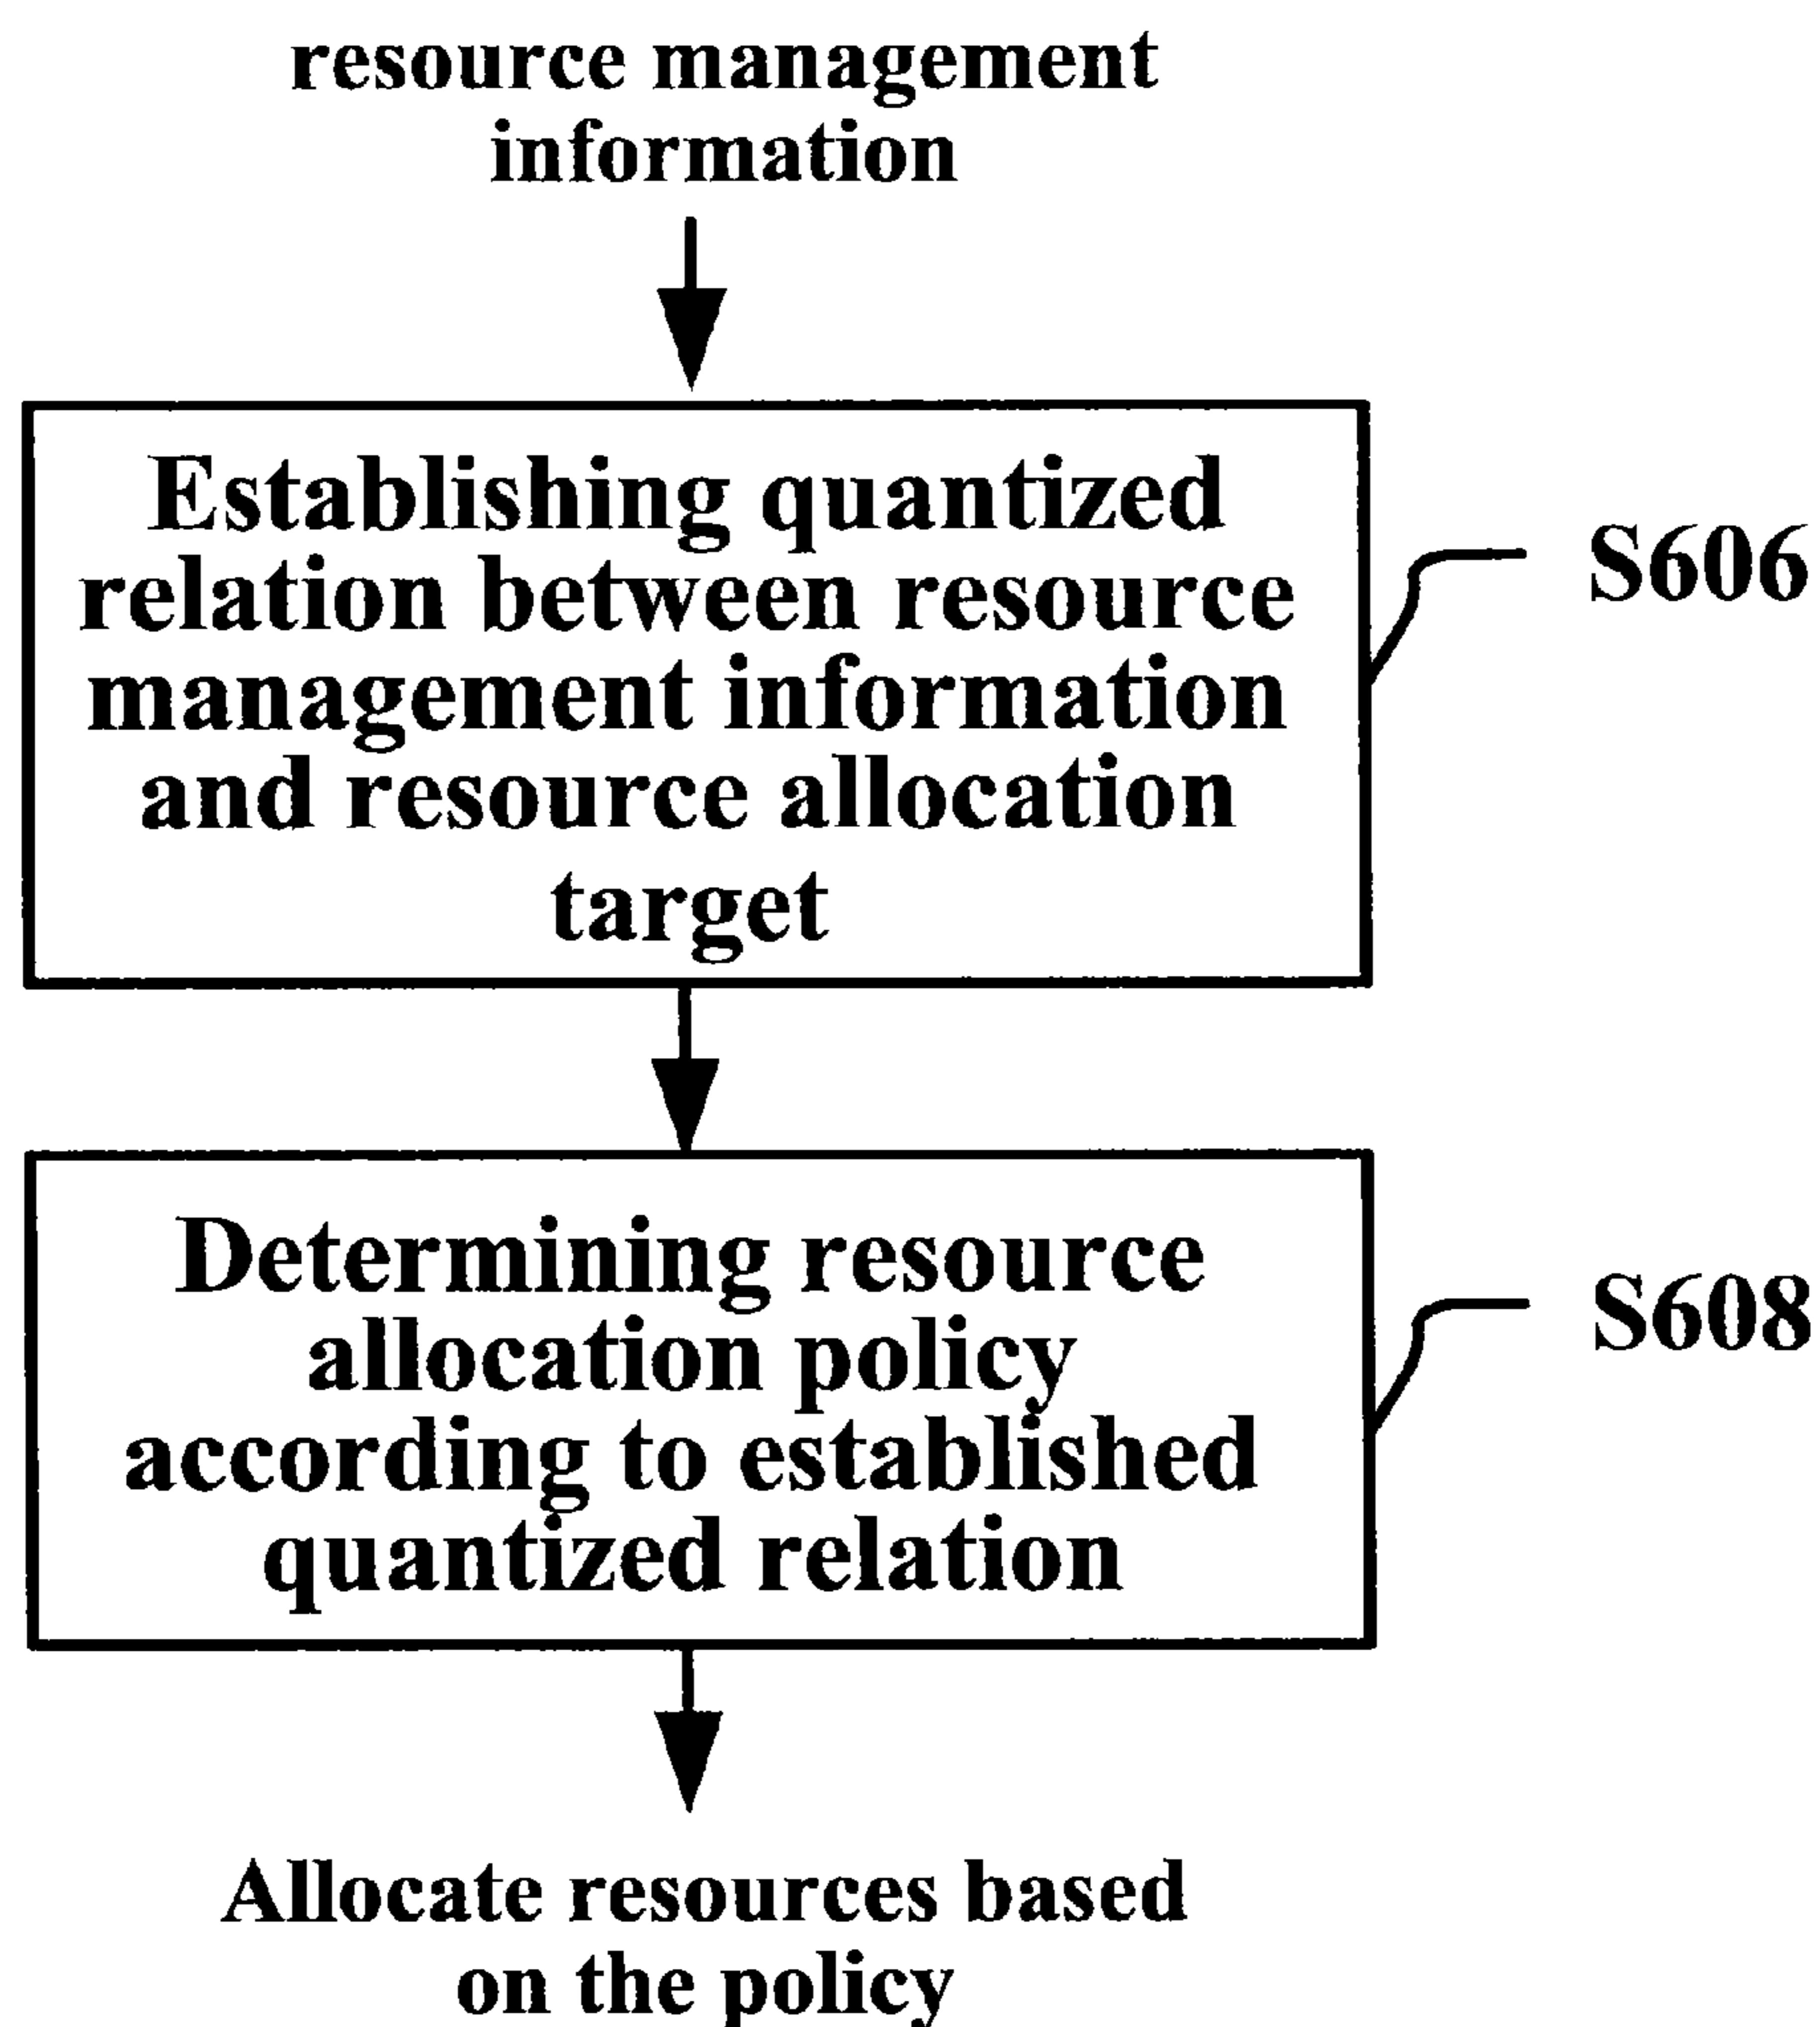 resource management
information
Establishing quantized
relation between resource
management information
and resource allocation
target
S606
Determining resource
allocation policy
according to established
quantized relation
S608
Allocate resources based
on the policy